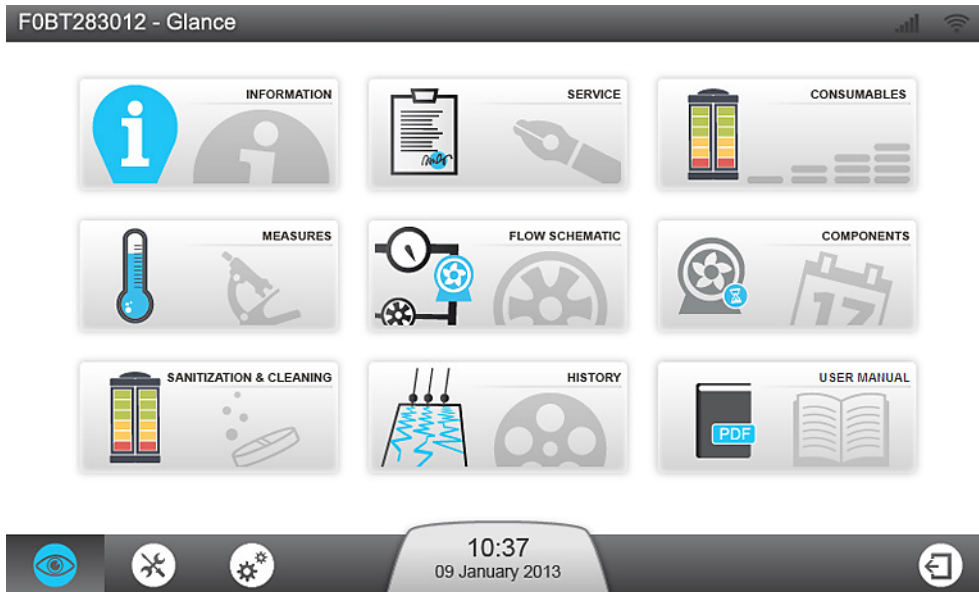 F0BT283012 - Glance
INFORMATION
SERVICE
CONSUMABLES
MEASURES
FLOW SCHEMATIC
COMPONENTS
17
SANITIZATION & CLEANING
HISTORY
USER MANUAL
PDF
10:37
09 January 2013